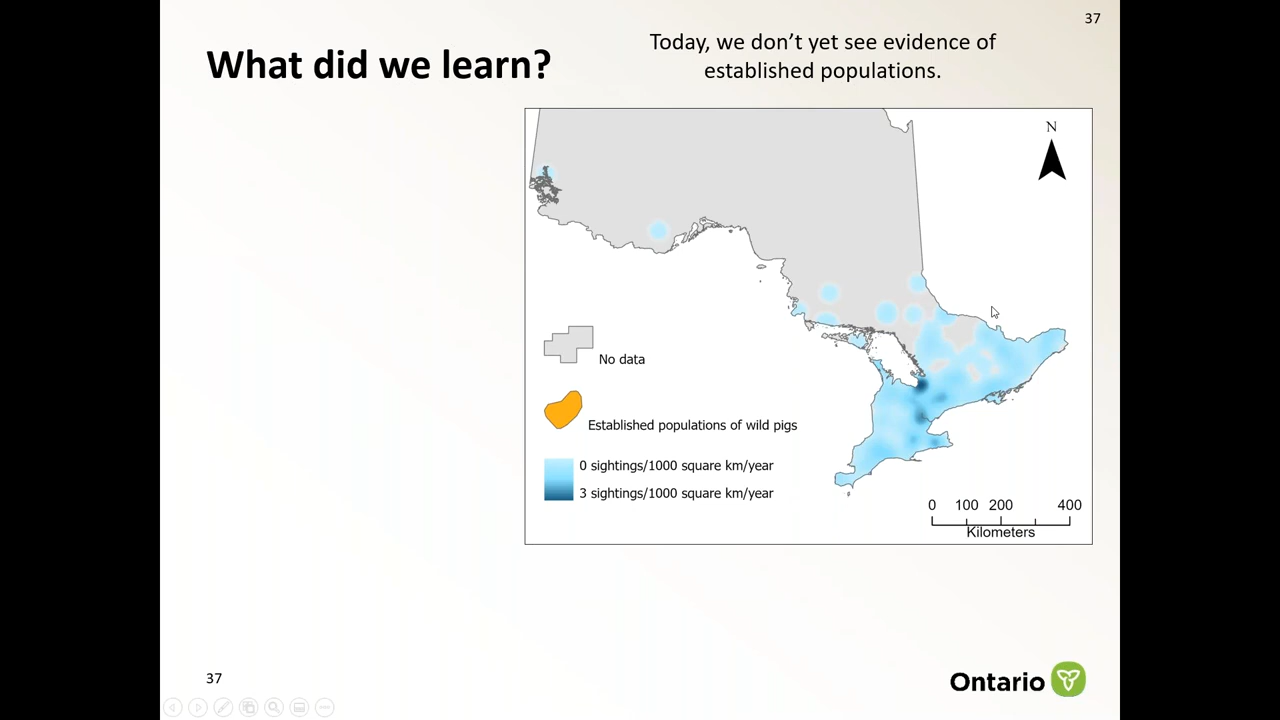 37
What did we learn?
Today, we don't yet see evidence of
established populations.
N
No data
Established populations of wild pigs
0 sightings/1000 square km/year
3 sightings/1000 square km/year
0 100 200 400
Kilometers
37
Ontario